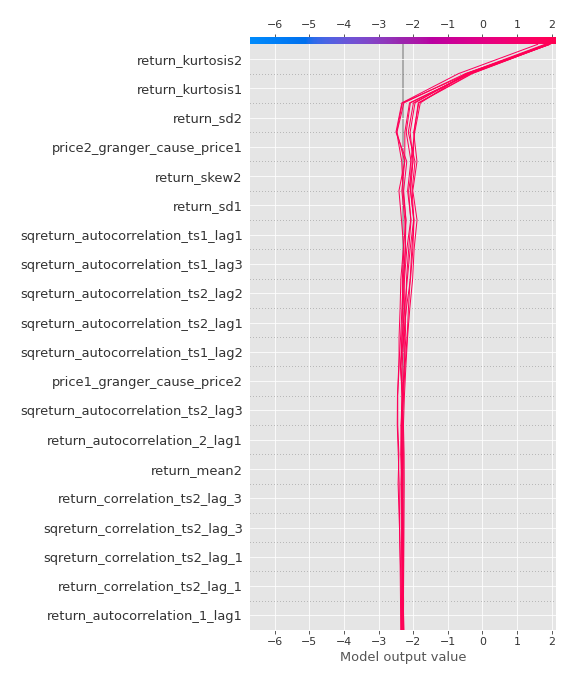 −6 −5 −4 −3 −2 −1 0 1 2
return_kurtosis2
return_kurtosis1
return_sd2
price2_granger_cause_price1
return_skew2
return_sd1
sqreturn_autocorrelation_ts1_lag1
sqreturn_autocorrelation_ts1_lag3
sqreturn_autocorrelation_ts2_lag2
sqreturn_autocorrelation_ts2_lag1
sqreturn_autocorrelation_ts1_lag2
price1_granger_cause_price2
sqreturn_autocorrelation_ts2_lag3
return_autocorrelation_2_lag1
return_mean2
return_correlation_ts2_lag_3
sqreturn_correlation_ts2_lag_3
sqreturn_correlation_ts2_lag_1
return_correlation_ts2_lag_1
return_autocorrelation_1_lag1
−6 −5 −4 −3 −2 −1 0 1 2
Model output value